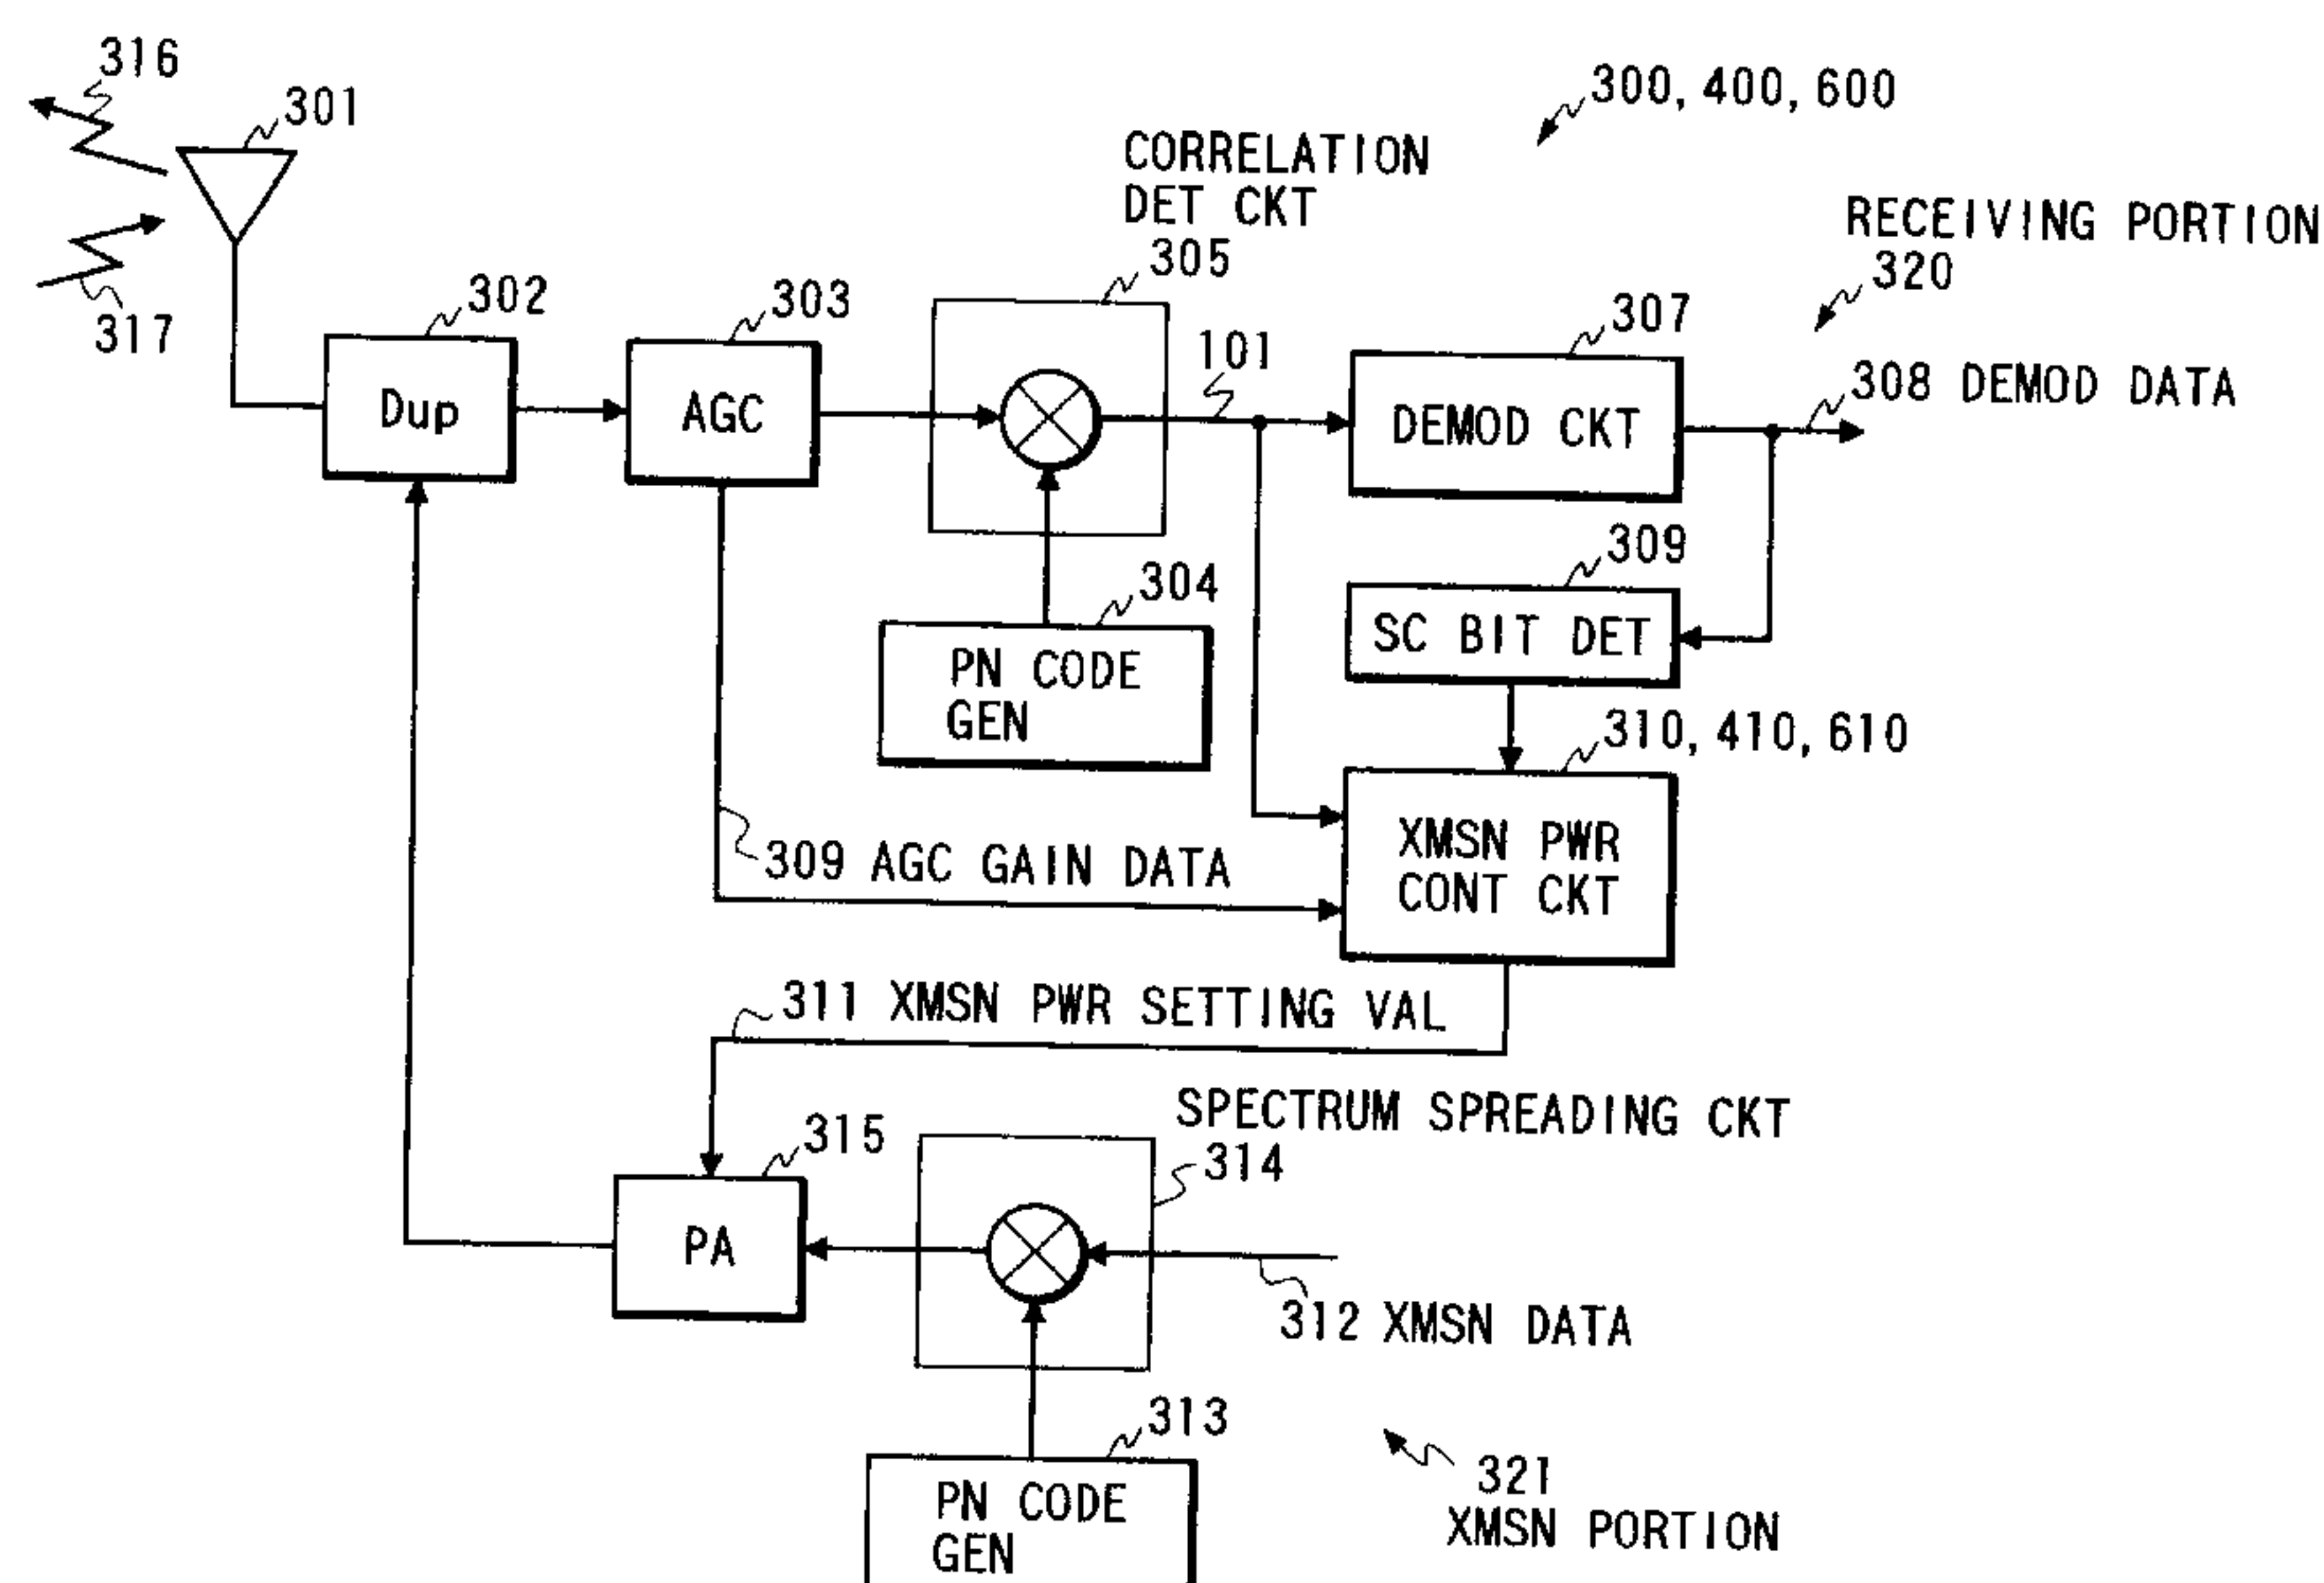 316
301
300, 400, 600
CORRELATION
DET CKT
305
RECEIVING PORTION
320
317
302
303
101
307
Dup
AGC
DEMOD CKT
308 DEMOD DATA
304
PN CODE
GEN
309
SC BIT DET
310, 410, 610
309 AGC GAIN DATA
XMSN PWR
CONT CKT
311 XMSN PWR SETTING VAL
SPECTRUM SPREADING CKT
314
315
PA
312 XMSN DATA
313
PN CODE
GEN
321
XMSN PORTION